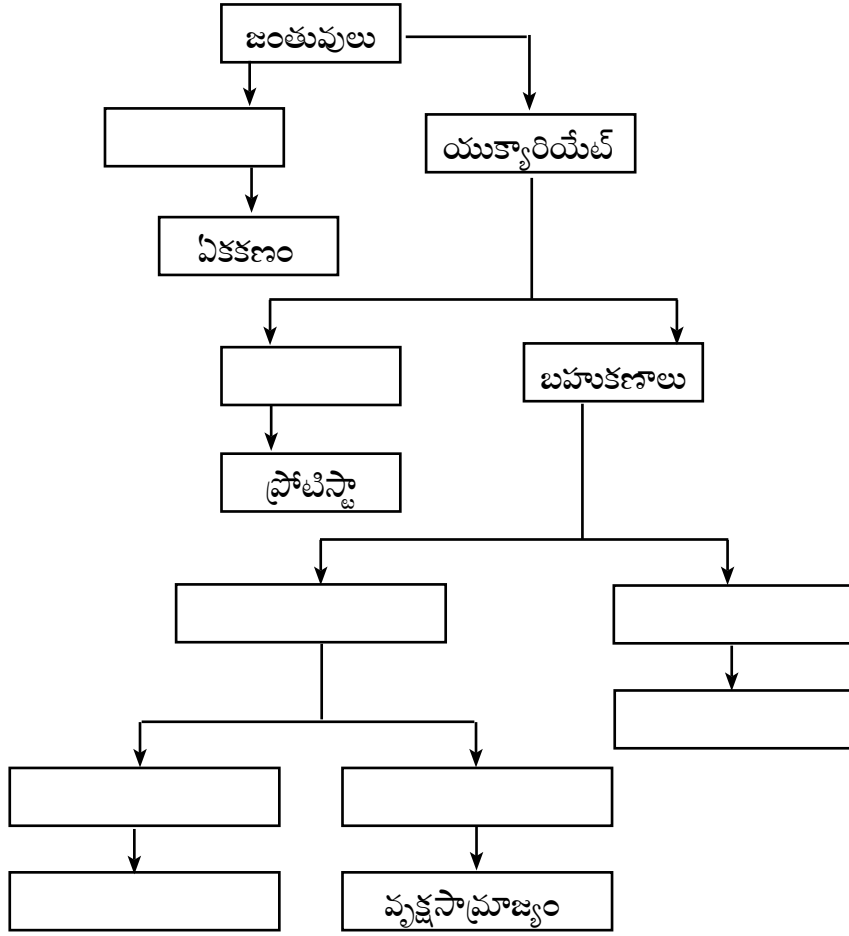 జంతువులు
యుక్యారియేట్
ఏకకణం
బహుకణాలు
ప్రోటిస్టా
వృక్షసామ్రాజ్యం